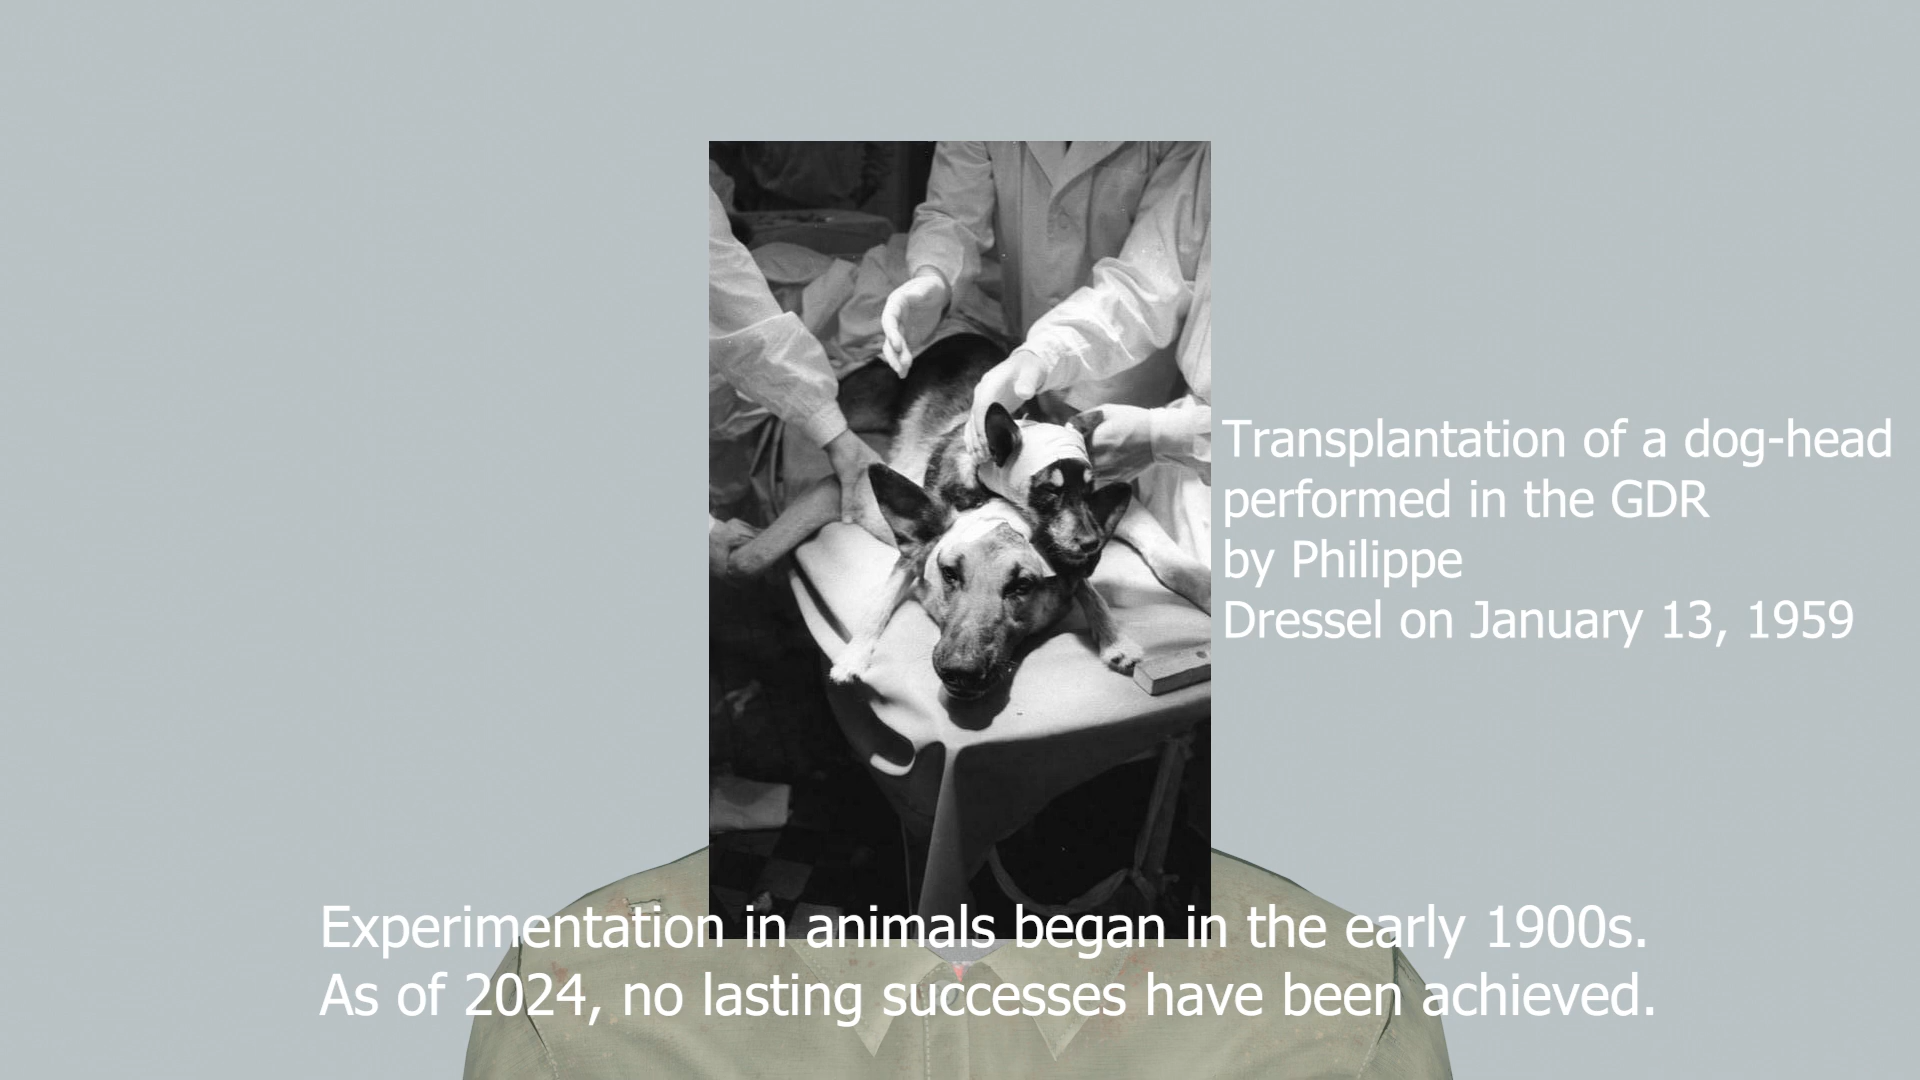 Transplantation of a dog-head
performed in the GDR
by Philippe
Dressel on January 13, 1959
Experimentation in animals began in the early 1900s.
As of 2024, no lasting successes have been achieved.